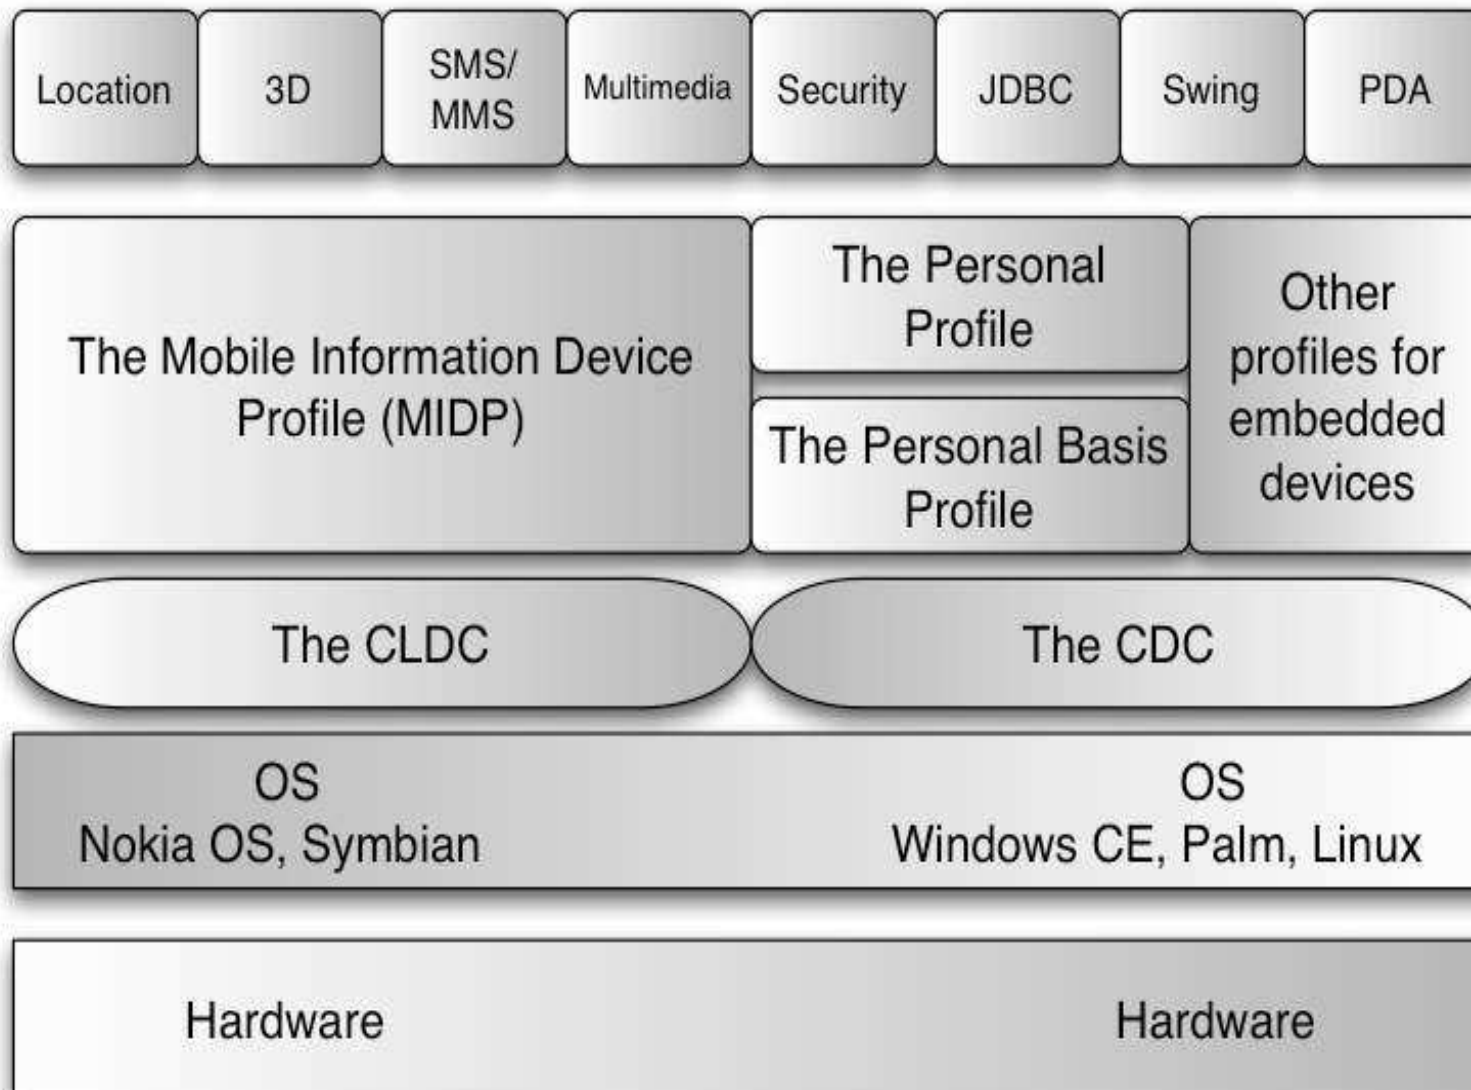 Location
3D
SMS/
MMS
Multimedia
Security
JDBC
Swing
PDA
The Mobile Information Device
Profile (MIDP)
The Personal
Profile
The Personal Basis
Profile
Other
profiles for
embedded
devices
The CLDC
The CDC
OS
Nokia OS, Symbian
OS
Windows CE, Palm, Linux
Hardware
Hardware